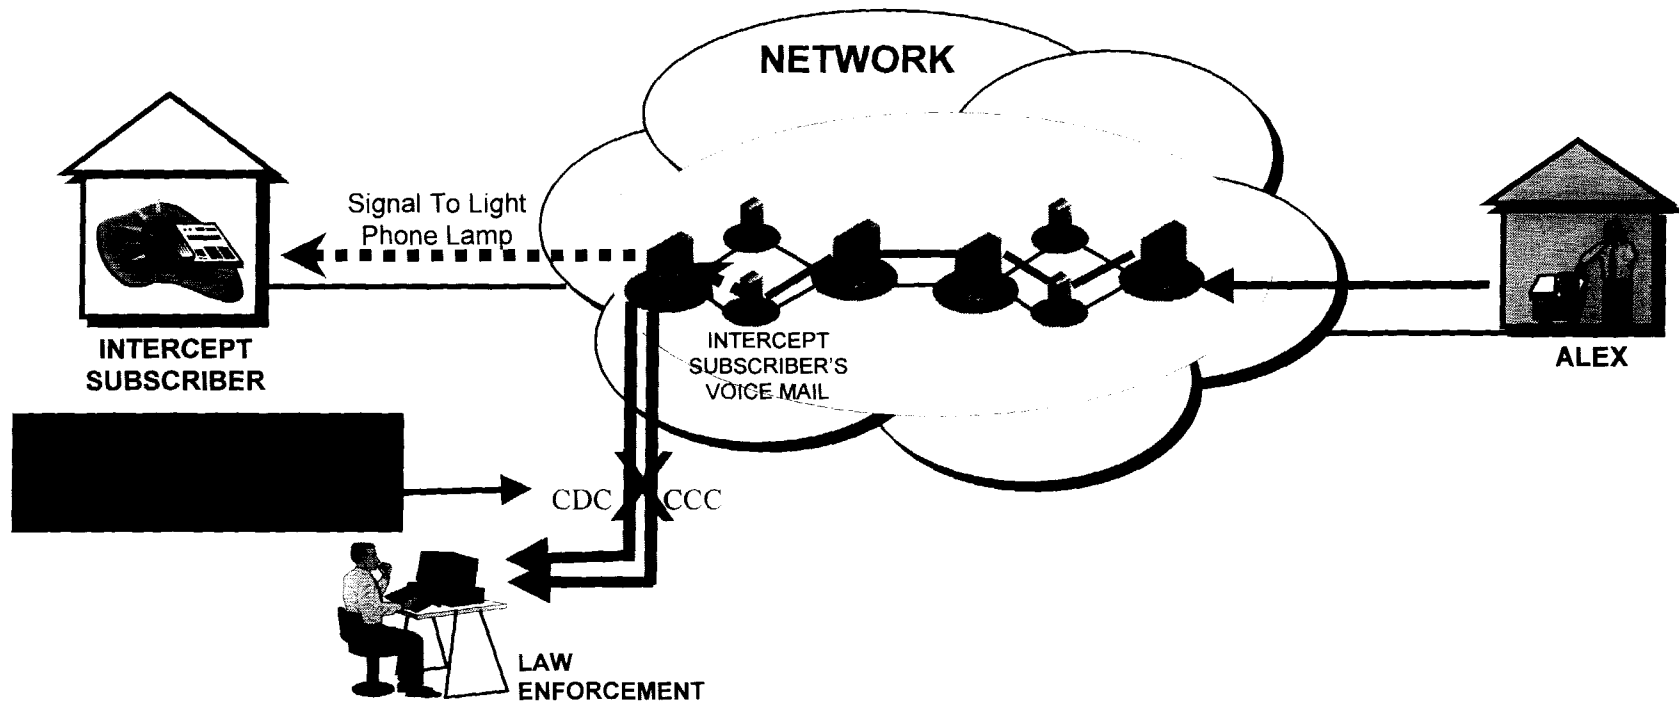 NETWORK
Signal To Light
Phone Lamp
INTERCEPT
SUBSCRIBER
INTERCEPT
SUBSCRIBER'S
VOICE MAIL
ALEX
CDC
CCC
LAW
ENFORCEMENT